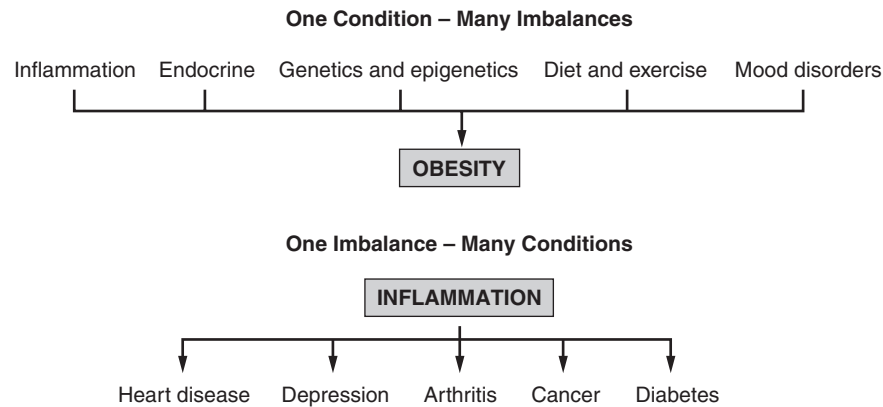 One Condition – Many Imbalances
Inflammation Endocrine Genetics and epigenetics Diet and exercise Mood disorders
OBESITY
One Imbalance – Many Conditions
INFLAMMATION
Heart disease Depression Arthritis Cancer Diabetes